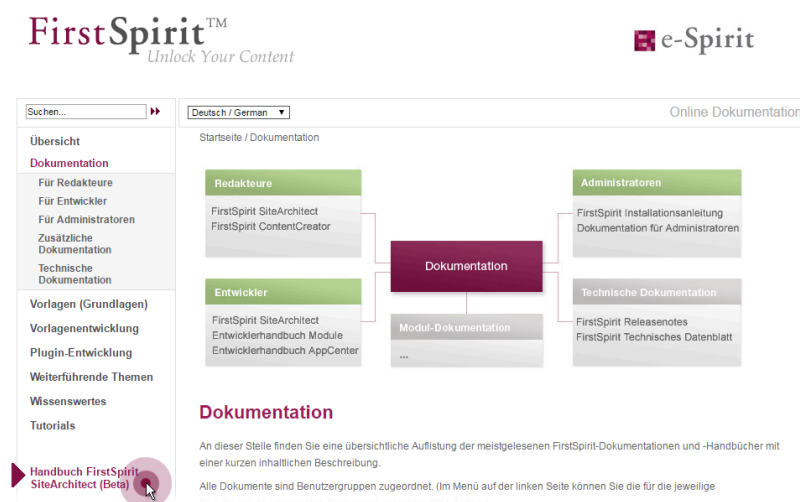 FirstSpirit™
Unlock Your Content
e-Spirit
Suchen...
Deutsch / German
Online Dokumentation
Startseite / Dokumentation
Übersicht
Dokumentation
Für Redakteure
Für Entwickler
Für Administratoren
Zusätzliche
Dokumentation
Technische
Dokumentation
Vorlagen (Grundlagen)
Vorlagenentwicklung
Plugin-Entwicklung
Weiterführende Themen
Wissenswertes
Tutorials
Handbuch FirstSpirit
SiteArchitect (Beta)
Redakteure
FirstSpirit SiteArchitect
FirstSpirit ContentCreator
Administratoren
FirstSpirit Installationsanleitung
Dokumentation für Administratoren
Dokumentation
Entwickler
FirstSpirit SiteArchitect
Entwicklerhandbuch Module
Entwicklerhandbuch AppCenter
Modul-Dokumentation
...
Technische Dokumentation
FirstSpirit Releasenotes
FirstSpirit Technisches Datenblatt
Dokumentation
An dieser Stelle finden Sie eine übersichtliche Auflistung der meistgelesenen FirstSpirit-Dokumentationen und -Handbücher mit
einer kurzen inhaltlichen Beschreibung.
Alle Dokumente sind Benutzergruppen zugeordnet. (Im Menü auf der linken Seite können Sie die für die jeweilige